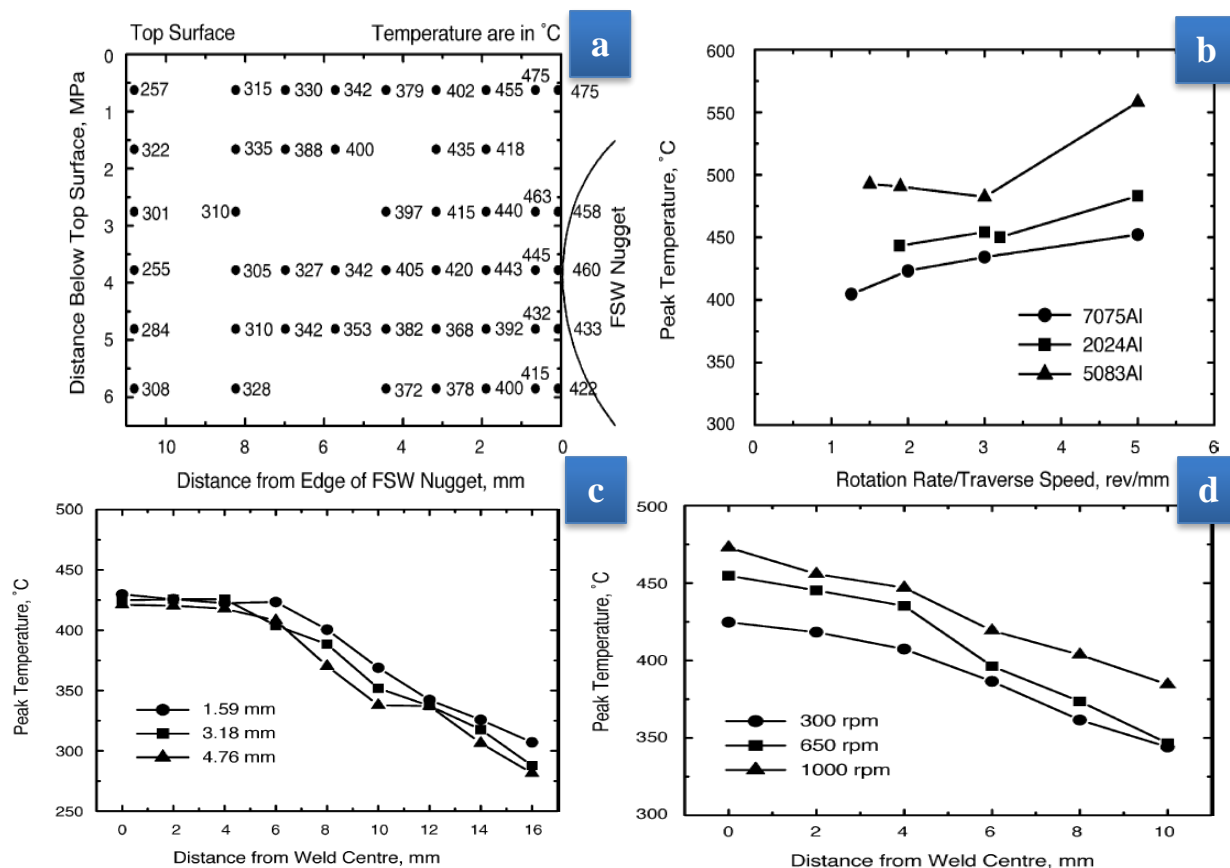 Top Surface Temperature are in ˚C
a
0
475
257 315 330 342 379 402 455 475
1
322 335 388 400 435 418
2
463
301 310 397 415 440 458
3
445
255 305 327 342 405 420 443 460
4
432
284 310 342 353 382 368 392 433
5
415
308 328 372 378 400 422
6
10 8 6 4 2 0
Distance Below Top Surface, MPa
FSW Nugget
Distance from Edge of FSW Nugget, mm
b
600
550
500
450
400
350
300
0 1 2 3 4 5 6
Peak Temperature, ˚C
7075Al
2024Al
5083Al
Rotation Rate/Traverse Speed, rev/mm
c
500
450
400
350
300
250
0 2 4 6 8 10 12 14 16
Peak Temperature, ˚C
1.59 mm
3.18 mm
4.76 mm
Distance from Weld Centre, mm
d
500
450
400
350
300
0 2 4 6 8 10
Peak Temperature, ˚C
300 rpm
650 rpm
1000 rpm
Distance from Weld Centre, mm